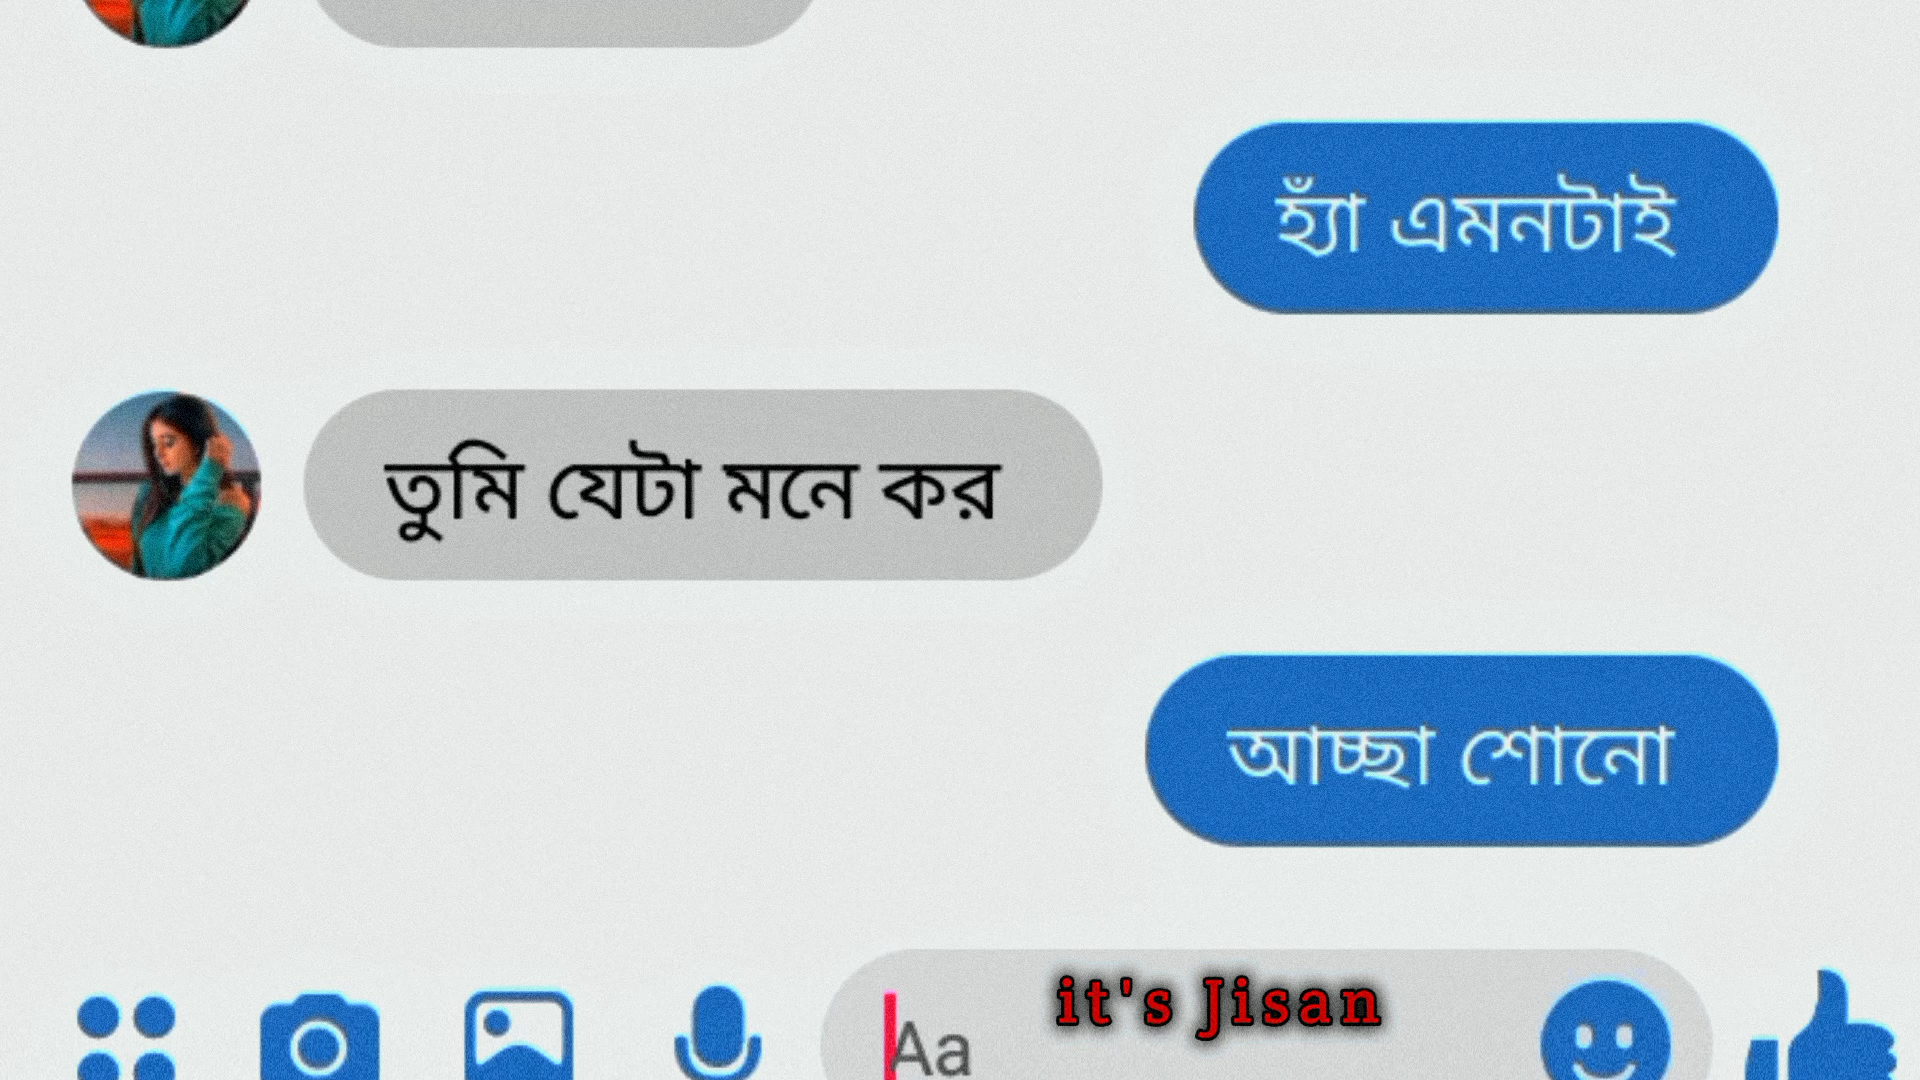 হ্যাঁ এমনটাই
তুমি যেটা মনে কর
আচ্ছা শোনো
Aa
it's Jisan